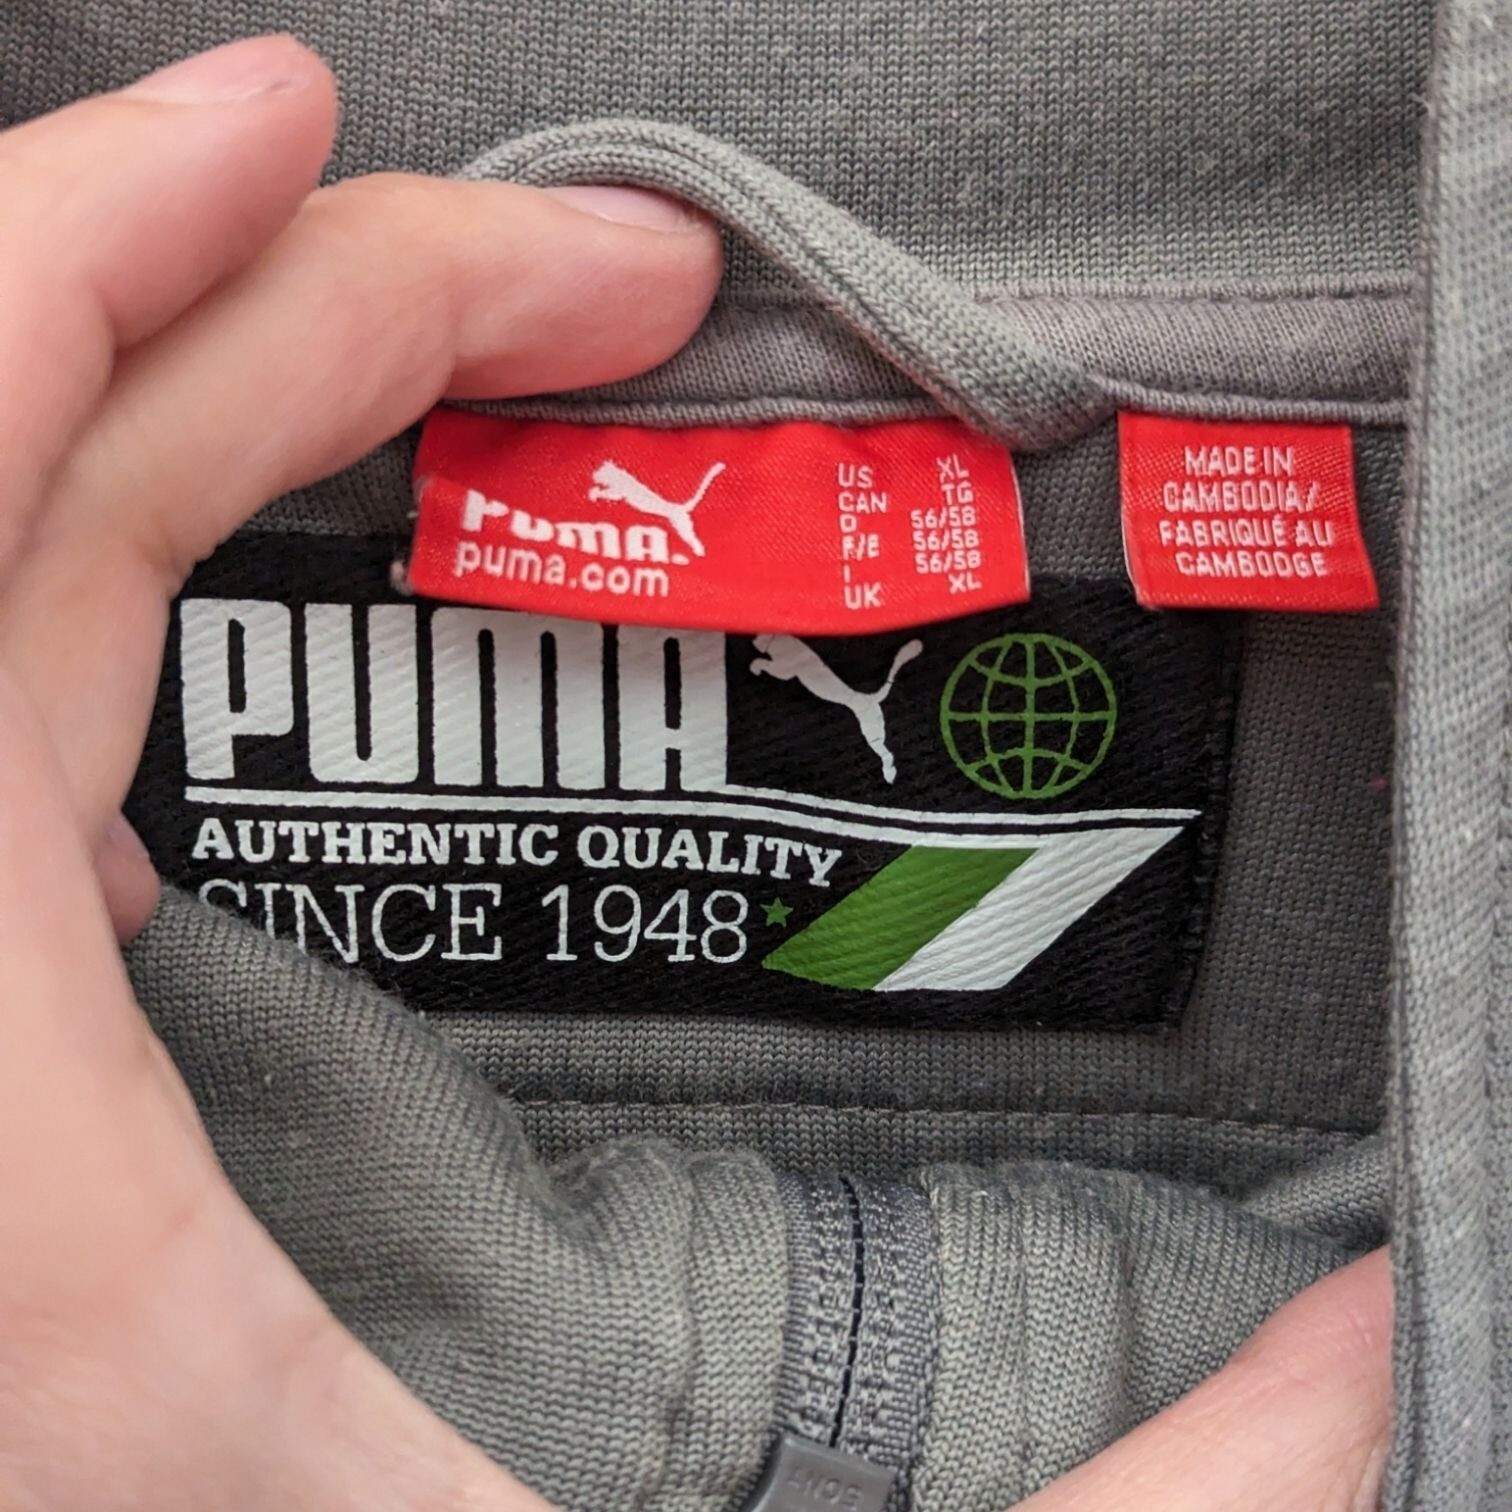 PUMA
puma.com
US XL
CAN TG
D 56/58
F/E 56/58
I 56/58
UK XL
MADE IN
CAMBODIA/
FABRIQUÉ AU
CAMBODGE
PUMA
AUTHENTIC QUALITY
SINCE 1948